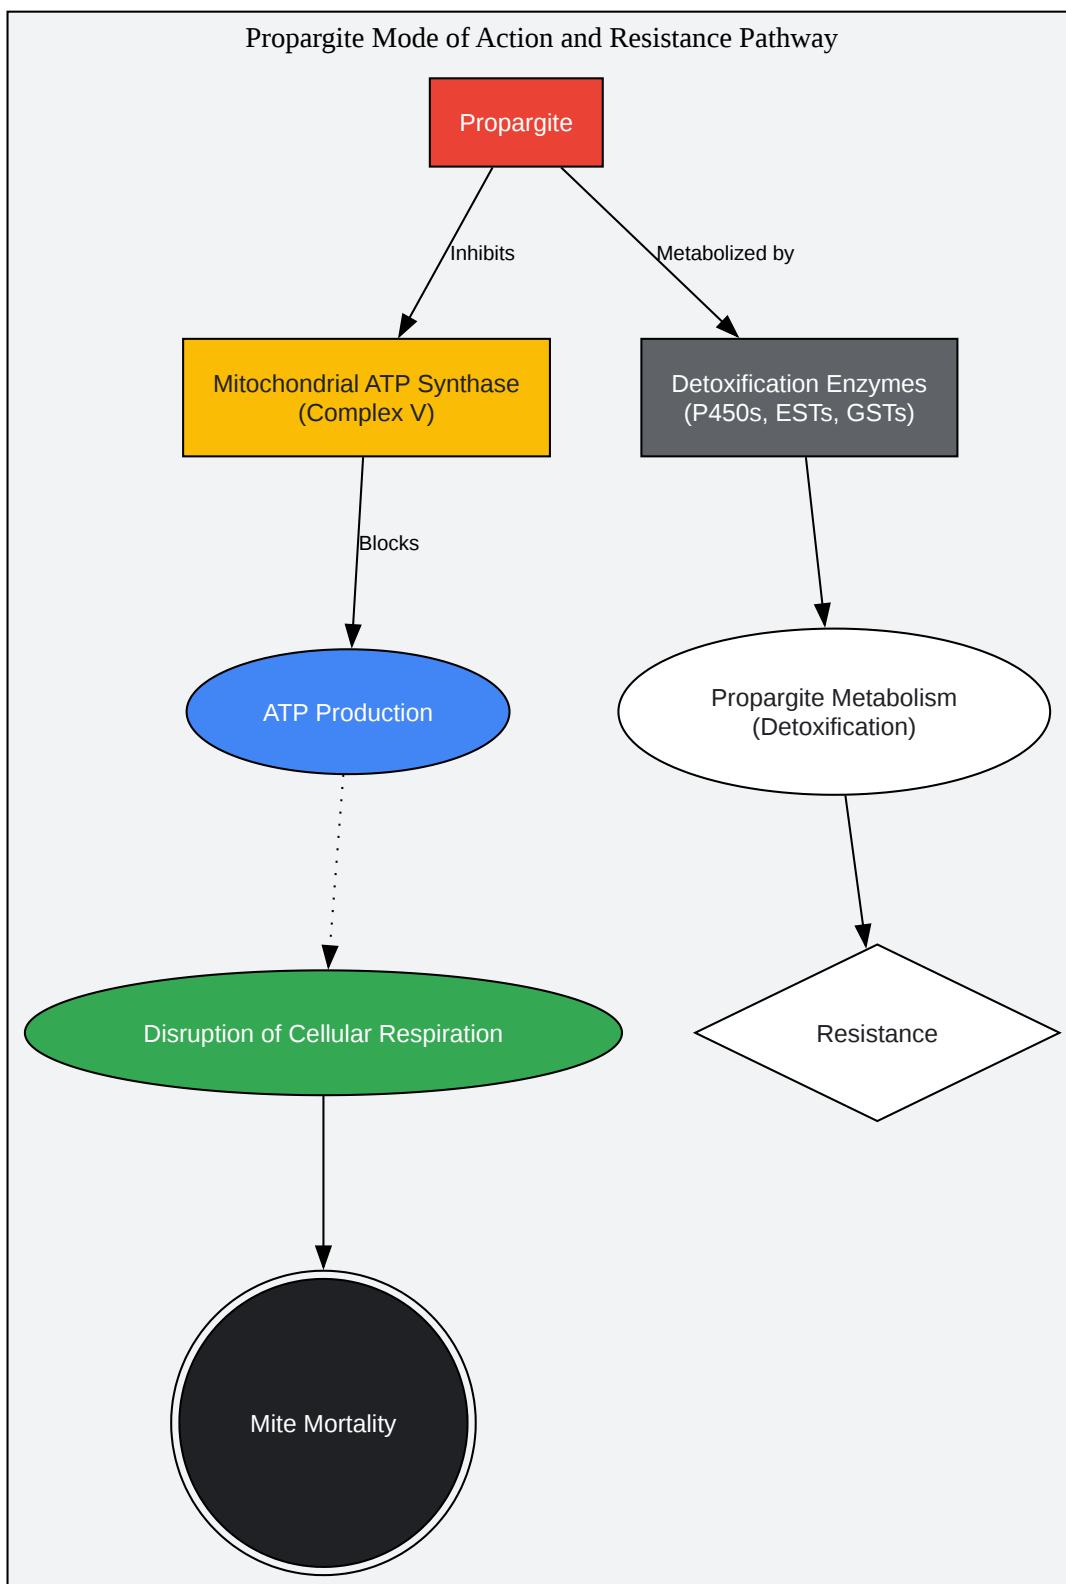 Propargite Mode of Action and Resistance Pathway
Propargite
Inhibits
Metabolized by
Mitochondrial ATP Synthase
(Complex V)
Detoxification Enzymes
(P450s, ESTs, GSTs)
Blocks
ATP Production
Propargite Metabolism
(Detoxification)
Disruption of Cellular Respiration
Resistance
Mite Mortality